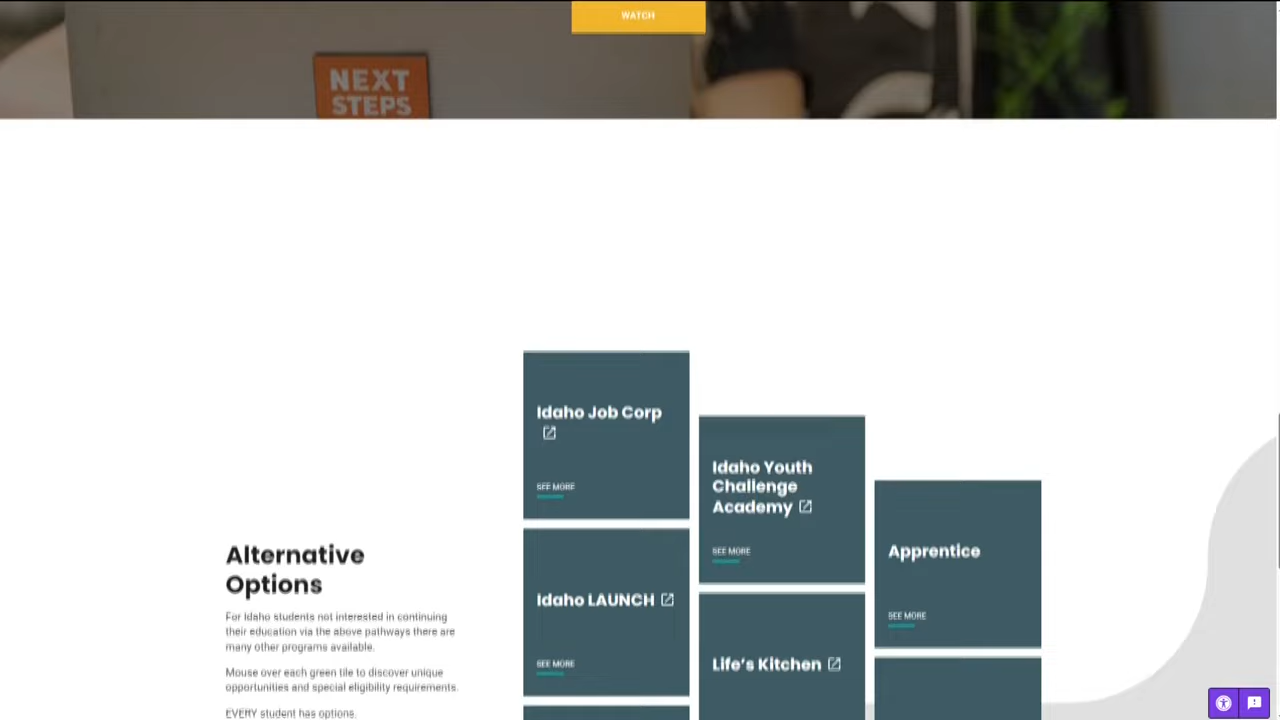 WATCH
NEXT
STEPS
Idaho Job Corp
SEE MORE
Idaho Youth
Challenge
Academy
SEE MORE
Apprentice
SEE MORE
Idaho LAUNCH
SEE MORE
Life's Kitchen
Alternative
Options
For Idaho students not interested in continuing
their education via the above pathways there are
many other programs available.
Mouse over each green tile to discover unique
opportunities and special eligibility requirements.
EVERY student has options.